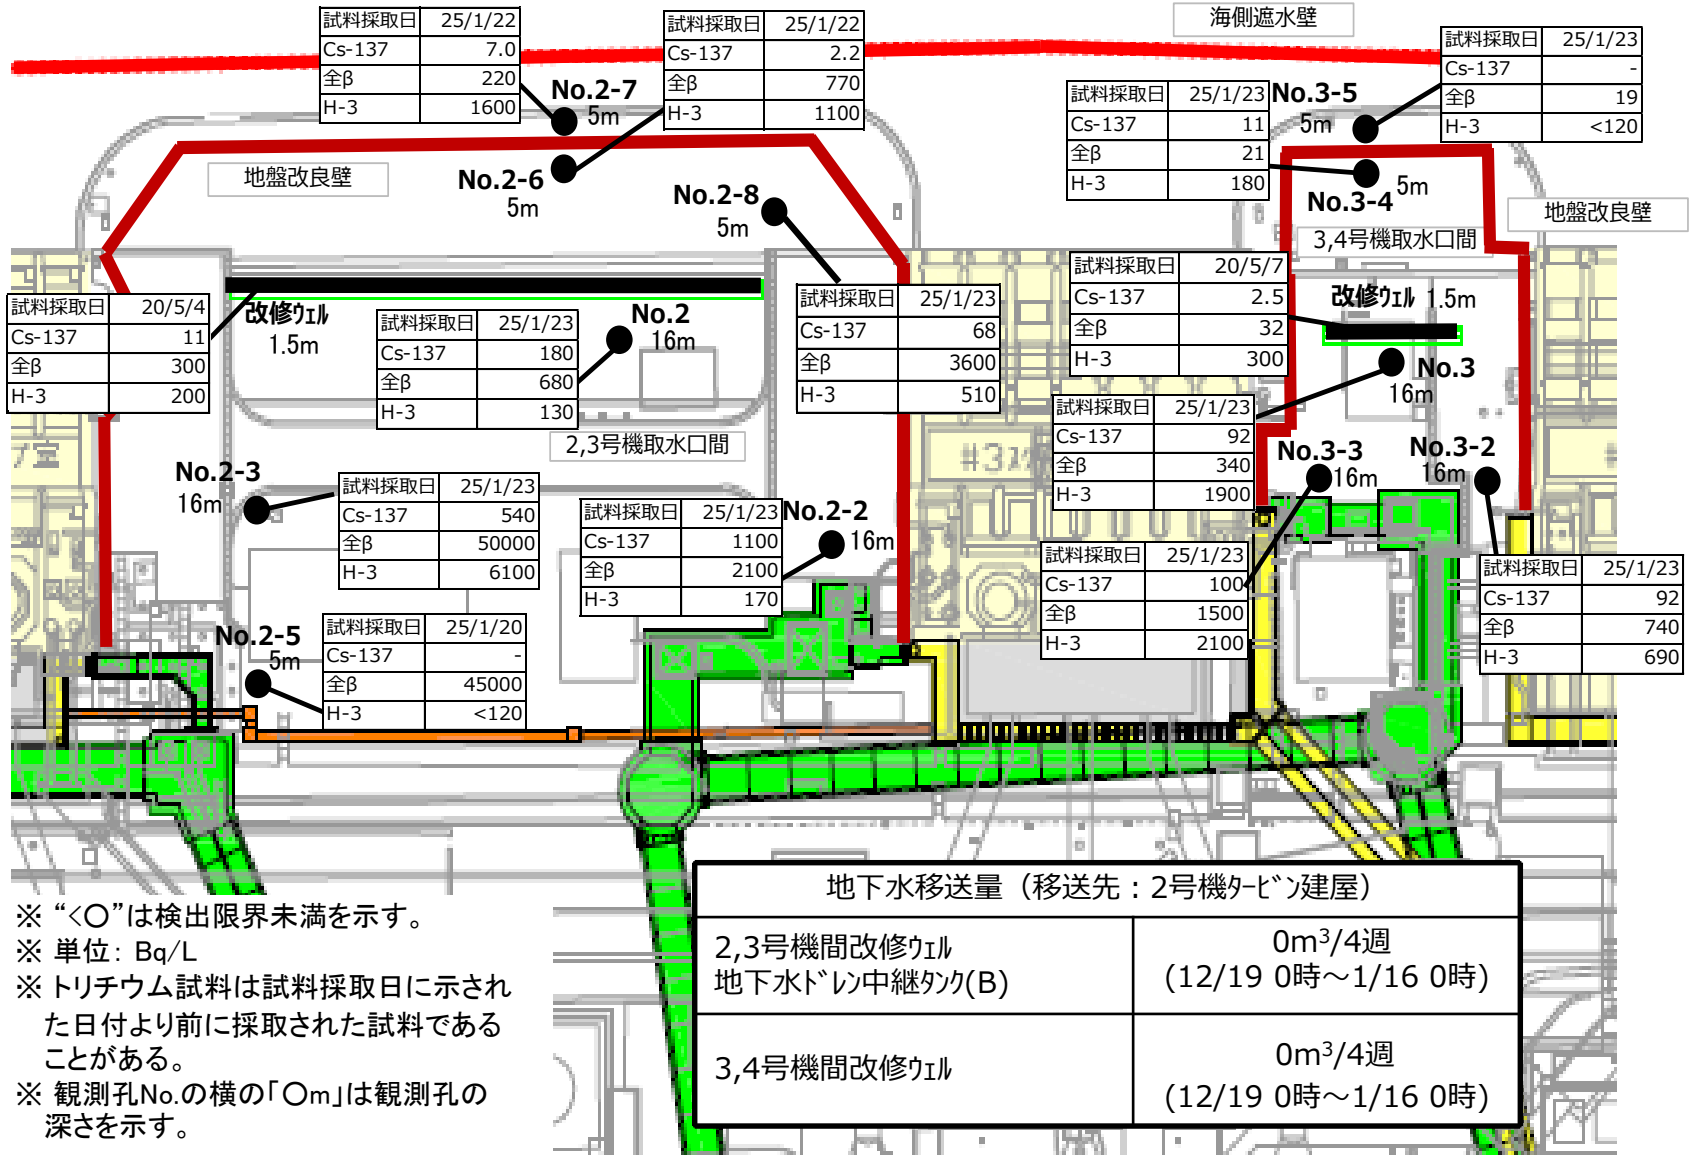 試料採取日 25/1/22
Cs-137 7.0
全β 220
H-3 1600
試料採取日 25/1/22
Cs-137 2.2
全β 770
H-3 1100
海側遮水壁
試料採取日 25/1/23
Cs-137 -
全β 19
H-3 <120
No.2-7
5m
試料採取日 25/1/23
Cs-137 11
全β 21
H-3 180
No.3-5
5m
地盤改良壁
No.2-6
5m
No.2-8
5m
No.3-4
5m
地盤改良壁
3,4号機取水口間
試料採取日 20/5/4
Cs-137 11
全β 300
H-3 200
改修ウェル
1.5m
試料採取日 25/1/23
Cs-137 180
全β 680
H-3 130
No.2
16m
試料採取日 25/1/23
Cs-137 68
全β 3600
H-3 510
試料採取日 20/5/7
Cs-137 2.5
全β 32
H-3 300
改修ウェル 1.5m
No.3
16m
2,3号機取水口間
試料採取日 25/1/23
Cs-137 92
全β 340
H-3 1900
No.2-3
16m
試料採取日 25/1/23
Cs-137 540
全β 50000
H-3 6100
試料採取日 25/1/23
Cs-137 1100
全β 2100
H-3 170
No.2-2
16m
No.3-3
16m
No.3-2
16m
試料採取日 25/1/23
Cs-137 100
全β 1500
H-3 2100
試料採取日 25/1/23
Cs-137 92
全β 740
H-3 690
No.2-5
5m
試料採取日 25/1/20
Cs-137 -
全β 45000
H-3 <120
※ “<〇”は検出限界未満を示す。
※ 単位: Bq/L
※ トリチウム試料は試料採取日に示され
た日付より前に採取された試料である
ことがある。
※ 観測孔No.の横の「〇m」は観測孔の
深さを示す。
地下水移送量（移送先：2号機ﾀｰﾋﾞﾝ建屋）
2,3号機間改修ｳｪﾙ
地下水ﾄﾞﾚﾝ中継ﾀﾝｸ(B)
0m³/4週
(12/19 0時～1/16 0時)
3,4号機間改修ｳｪﾙ
0m³/4週
(12/19 0時～1/16 0時)